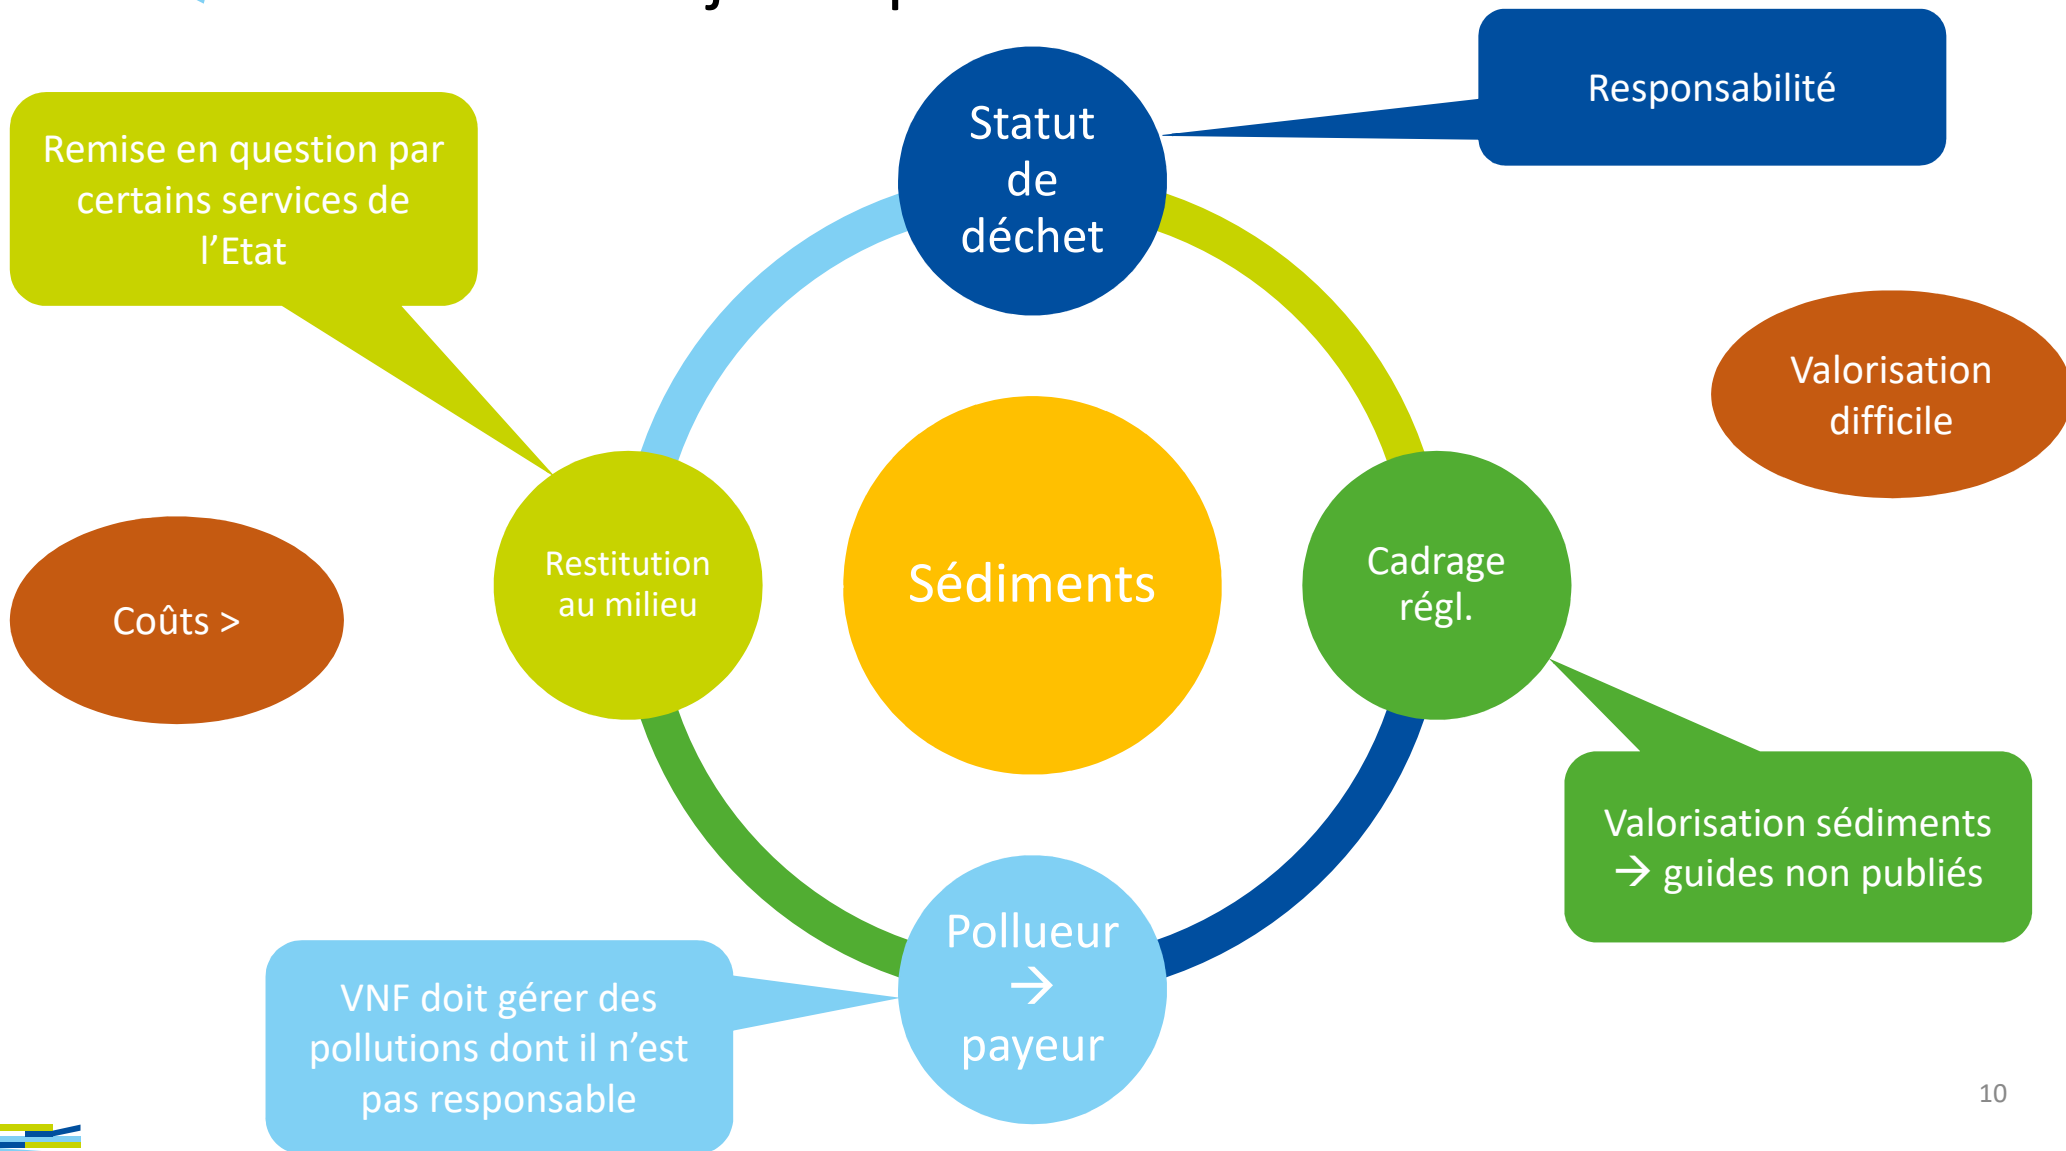 Responsabilité
Statut
de
déchet
Remise en question par
certains services de
l’Etat
Valorisation
difficile
Restitution
au milieu
Sédiments
Cadrage
régl.
Coûts >
Valorisation sédiments
→ guides non publiés
Pollueur
→
payeur
VNF doit gérer des
pollutions dont il n’est
pas responsable
10